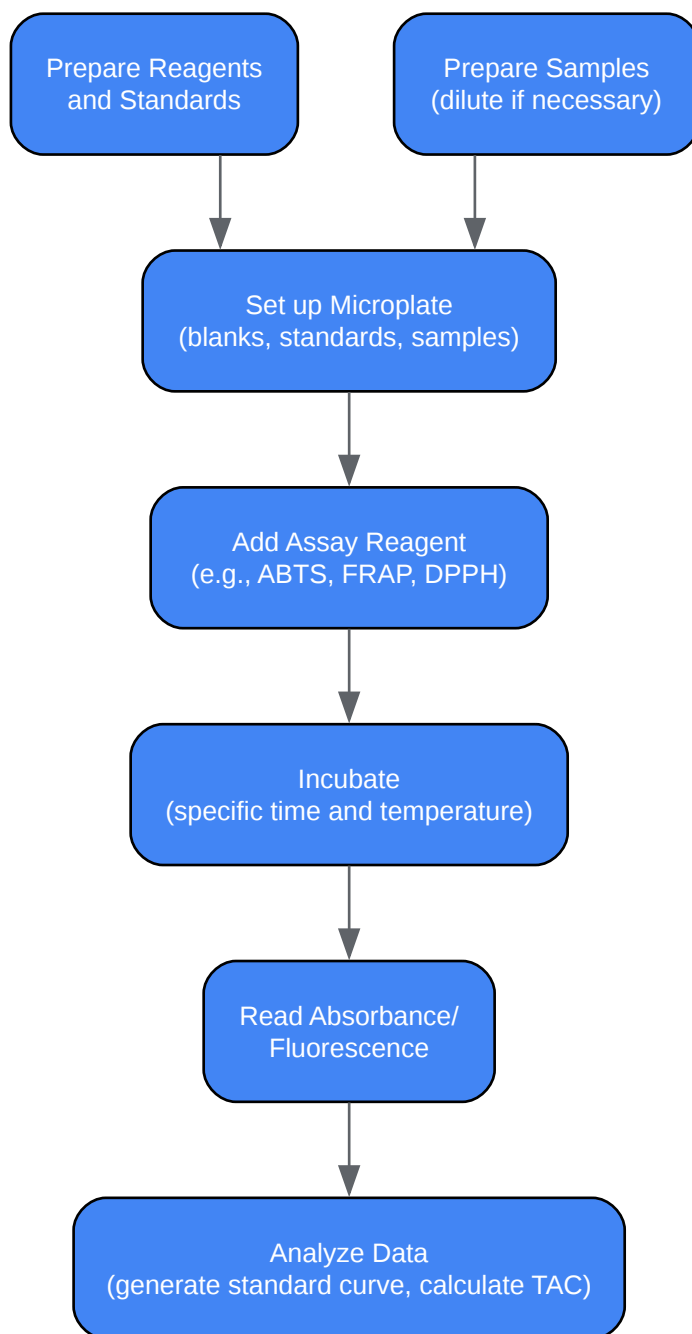 Prepare Reagents
and Standards
Prepare Samples
(dilute if necessary)
Set up Microplate
(blanks, standards, samples)
Add Assay Reagent
(e.g., ABTS, FRAP, DPPH)
Incubate
(specific time and temperature)
Read Absorbance/
Fluorescence
Analyze Data
(generate standard curve, calculate TAC)